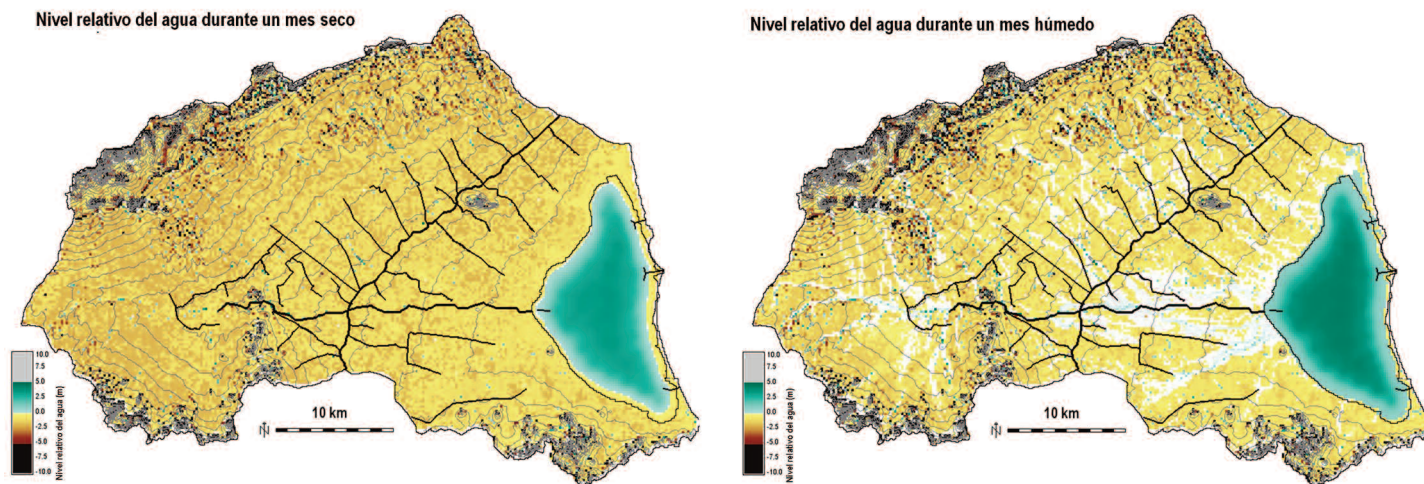 Nivel relativo del agua durante un mes seco
10.0
7.5
5.0
2.5
0.0
-2.5
-5.0
-7.5
-10.0
Nivel relativo del agua [m]
N
10 km
Nivel relativo del agua durante un mes húmedo
10.0
7.5
5.0
2.5
0.0
-2.5
-5.0
-7.5
-10.0
Nivel relativo del agua (m)
N
10 km